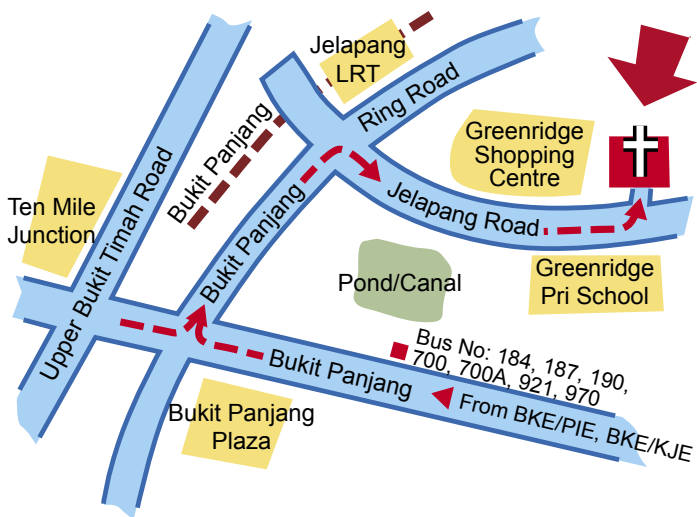 Jelapang
LRT
Ring Road
Bukit Panjang
Greenridge
Shopping
Centre
Upper Bukit Timah Road
Ten Mile
Junction
Bukit Panjang
Jelapang Road
Pond/Canal
Greenridge
Pri School
Bus No: 184, 187, 190,
700, 700A, 921, 970
Bukit Panjang
From BKE/PIE, BKE/KJE
Bukit Panjang
Plaza